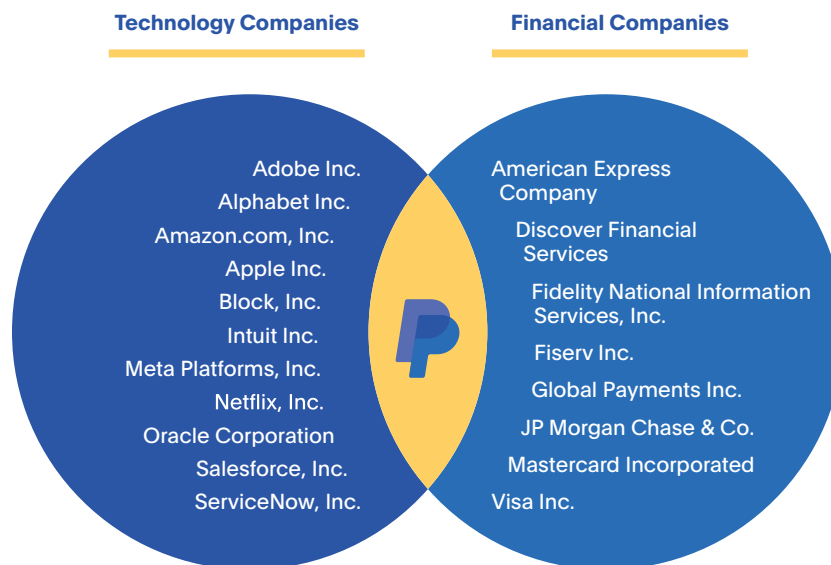 Technology Companies
Financial Companies
Adobe Inc.
Alphabet Inc.
Amazon.com, Inc.
Apple Inc.
Block, Inc.
Intuit Inc.
Meta Platforms, Inc.
Netflix, Inc.
Oracle Corporation
Salesforce, Inc.
ServiceNow, Inc.
American Express
Company
Discover Financial
Services
Fidelity National Information
Services, Inc.
Fiserv Inc.
Global Payments Inc.
JP Morgan Chase & Co.
Mastercard Incorporated
Visa Inc.